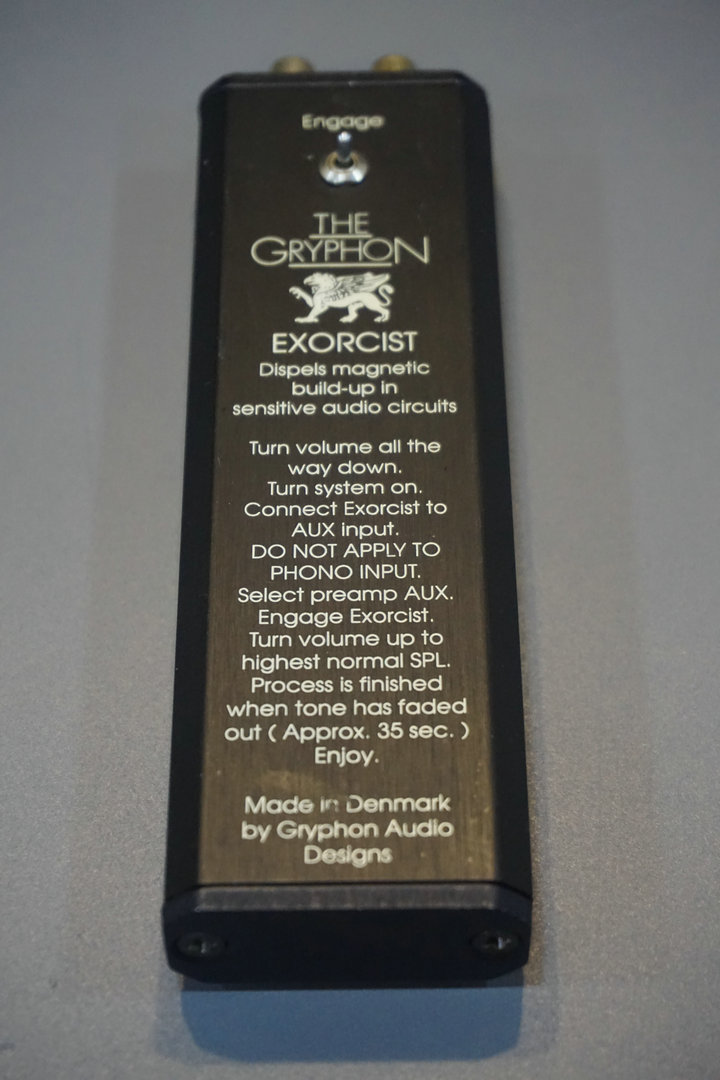 Engage
THE
GRYPHON
EXORCIST
Dispels magnetic
build-up in
sensitive audio circuits
Turn volume all the
way down.
Turn system on.
Connect Exorcist to
AUX input.
DO NOT APPLY TO
PHONO INPUT.
Select preamp AUX.
Engage Exorcist.
Turn volume up to
highest normal SPL.
Process is finished
when tone has faded
out ( Approx. 35 sec. )
Enjoy.
Made in Denmark
by Gryphon Audio
Designs